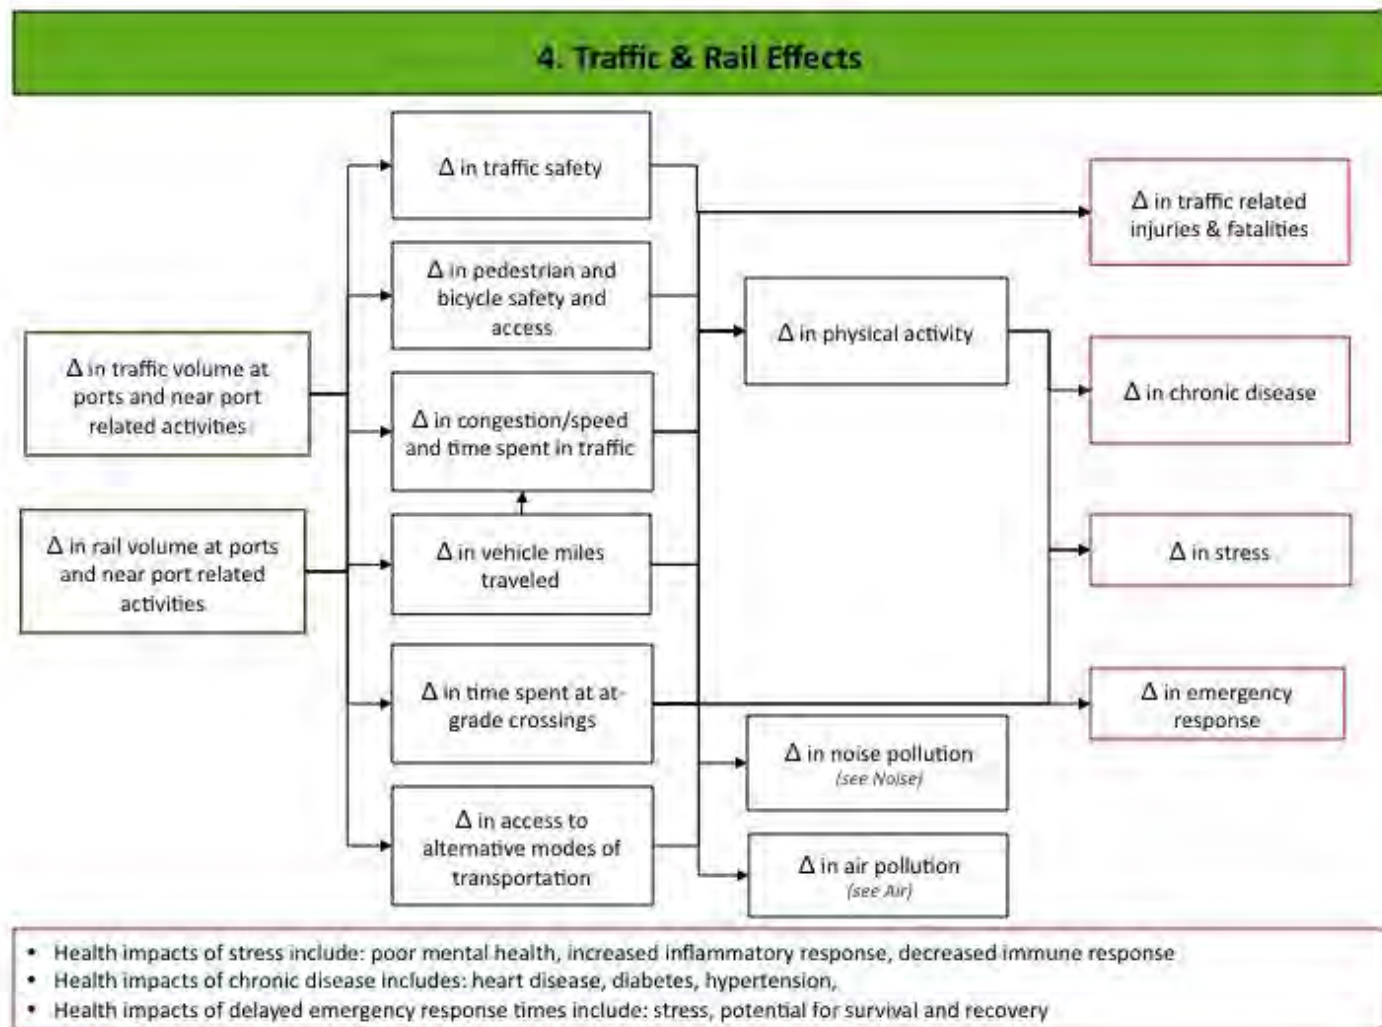 4. Traffic & Rail Effects
Δ in traffic volume at
ports and near port
related activities
Δ in rail volume at ports
and near port related
activities
Δ in traffic safety
Δ in pedestrian and
bicycle safety and
access
Δ in congestion/speed
and time spent in traffic
Δ in vehicle miles
traveled
Δ in time spent at at-
grade crossings
Δ in access to
alternative modes of
transportation
Δ in physical activity
Δ in noise pollution
(see Noise)
Δ in air pollution
(see Air)
Δ in traffic related
injuries & fatalities
Δ in chronic disease
Δ in stress
Δ in emergency
response
• Health impacts of stress include: poor mental health, increased inflammatory response, decreased immune response
• Health impacts of chronic disease includes: heart disease, diabetes, hypertension,
• Health impacts of delayed emergency response times include: stress, potential for survival and recovery